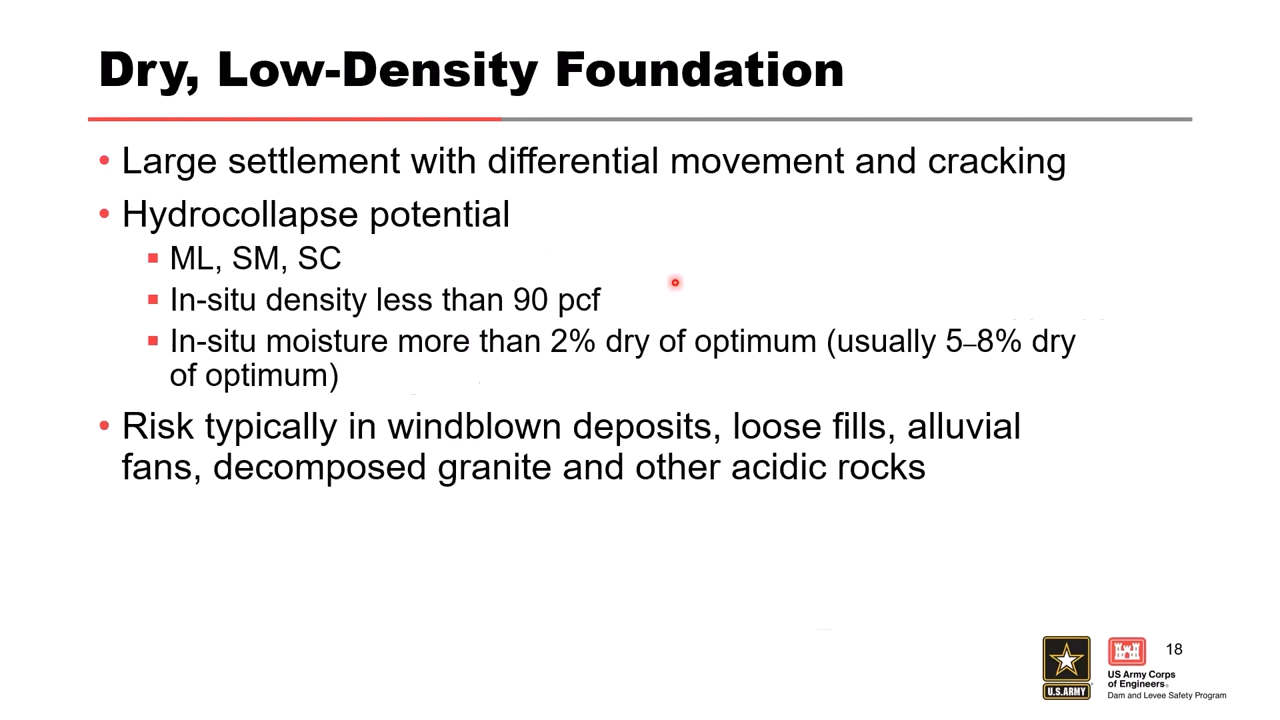 Dry, Low-Density Foundation
• Large settlement with differential movement and cracking
• Hydrocollapse potential
▪ ML, SM, SC
▪ In-situ density less than 90 pcf
▪ In-situ moisture more than 2% dry of optimum (usually 5–8% dry
of optimum)
• Risk typically in windblown deposits, loose fills, alluvial
fans, decomposed granite and other acidic rocks
18
U.S.ARMY
US Army Corps
of Engineers®
Dam and Levee Safety Program